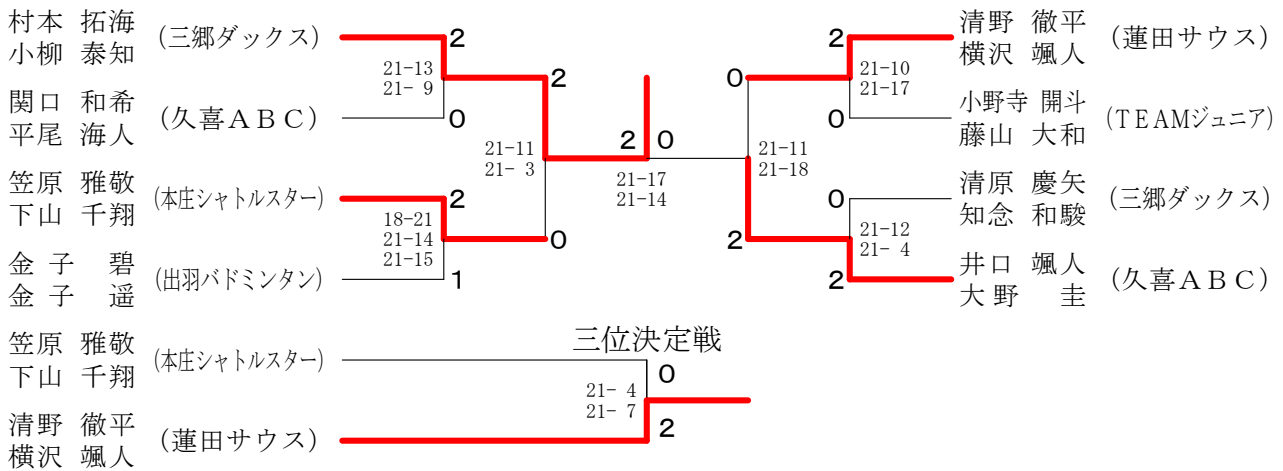 村本 拓海
小柳 泰知
(三郷ダックス)
2
21-13
21- 9
関口 和希
平尾 海人
(久喜ABC)
0
2
21-11
21- 3
笠原 雅敬
下山 千翔
(本庄シャトルスター)
2
18-21
21-14
21-15
0
金子 碧
金子 遥
(出羽バドミンタン)
1
2 0
21-17
21-14
清野 徹平
横沢 颯人
(蓮田サウス)
2
21-10
21-17
0
小野寺 開斗
藤山 大和
(TEAMジュニア)
0
21-11
21-18
清原 慶矢
知念 和駿
(三郷ダックス)
0
21-12
21- 4
2
井口 颯人
大野 圭
(久喜ABC)
2
三位決定戦
笠原 雅敬
下山 千翔
(本庄シャトルスター)
0
21- 4
21- 7
清野 徹平
横沢 颯人
(蓮田サウス)
2